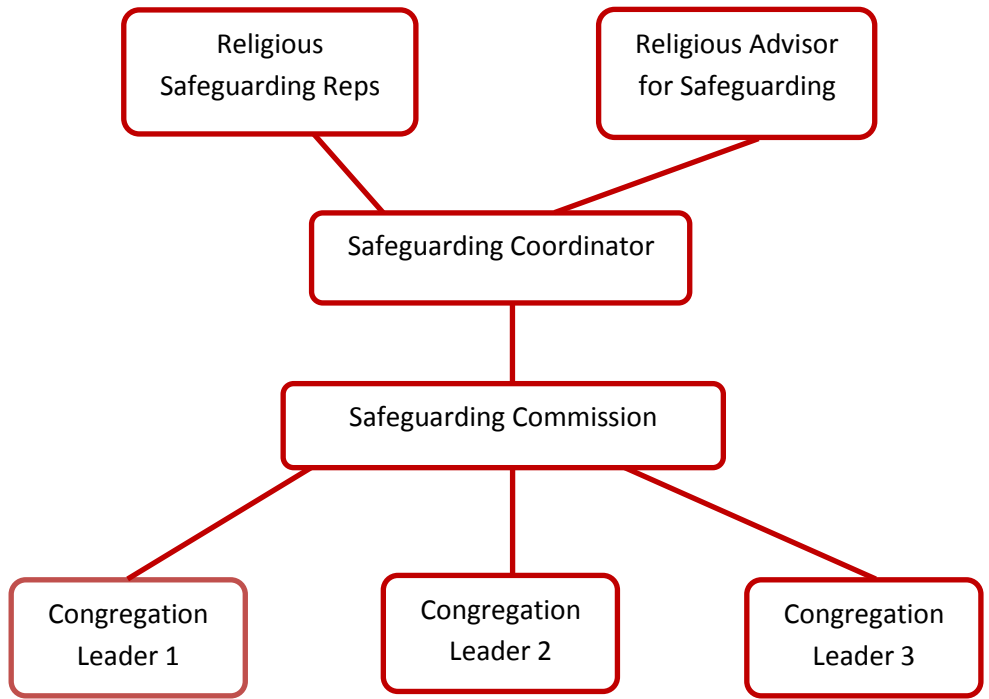 Religious
Safeguarding Reps
Religious Advisor
for Safeguarding
Safeguarding Coordinator
Safeguarding Commission
Congregation
Leader 1
Congregation
Leader 2
Congregation
Leader 3